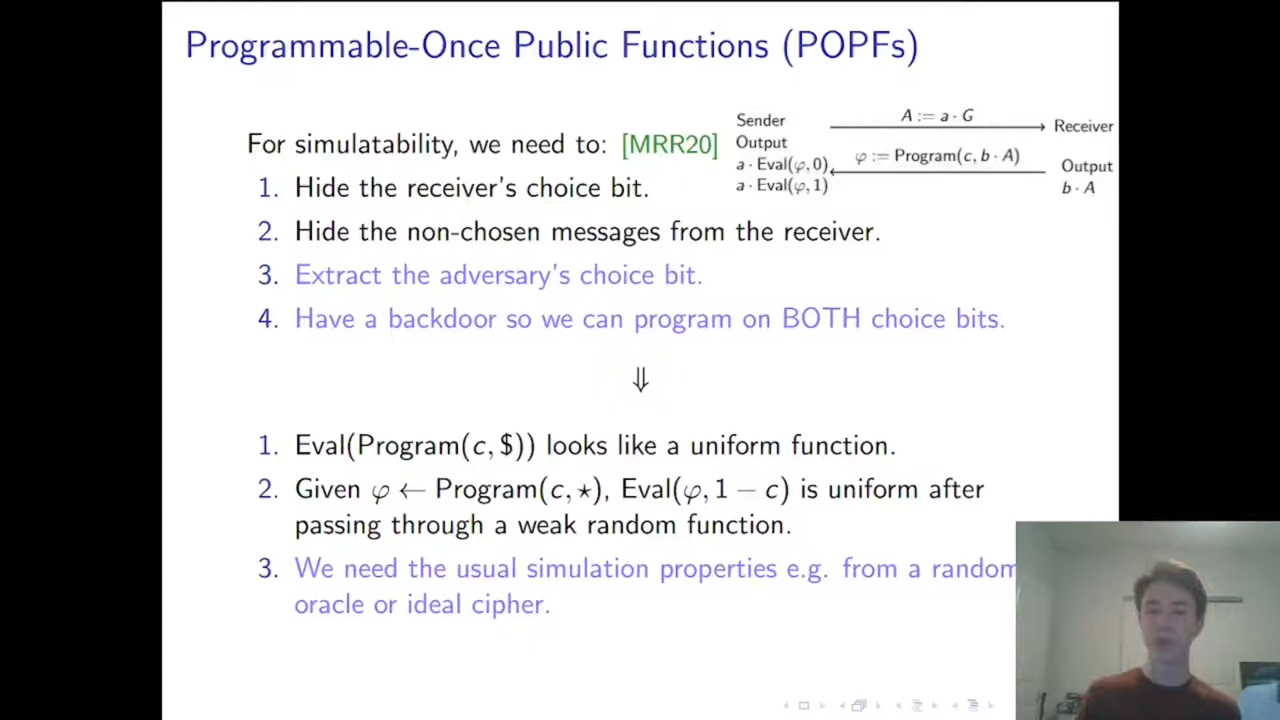 Programmable-Once Public Functions (POPFs)
For simulatability, we need to: [MRR20]
1. Hide the receiver's choice bit.
2. Hide the non-chosen messages from the receiver.
3. Extract the adversary's choice bit.
4. Have a backdoor so we can program on BOTH choice bits.
Sender
A := a · G
Receiver
Output
φ := Program(c, b · A)
Output
a · Eval(φ, 0)
a · Eval(φ, 1)
b · A
⇓
1. Eval(Program(c, $)) looks like a uniform function.
2. Given φ ← Program(c, ⋆), Eval(φ, 1 − c) is uniform after
passing through a weak random function.
3. We need the usual simulation properties e.g. from a random
oracle or ideal cipher.